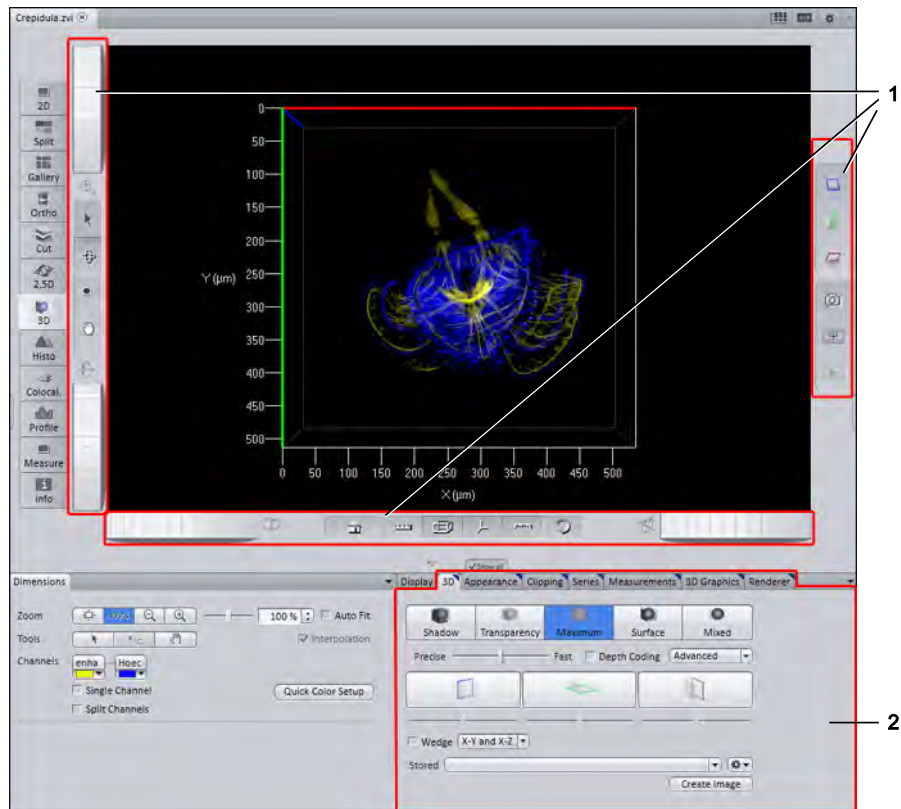 Crepidula.zvi
1
2D
Split
Gallery
Ortho
Cut
2,5D
3D
Histo
Colocal.
Profile
Measure
Info
0
50
100
150
200
Y (µm) 250
300
350
400
450
500
0 50 100 150 200 250 300 350 400 450 500
X (µm)
Show all
Dimensions
Zoom 100 % Auto Fit
Tools Interpolation
Channels enha Hoec
Single Channel Quick Color Setup
Split Channels
Display 3D Appearance Clipping Series Measurements 3D Graphics Renderer
Shadow Transparency Maximum Surface Mixed
Precise Fast Depth Coding Advanced
2
Wedge X-Y and X-Z
Stored
Create Image